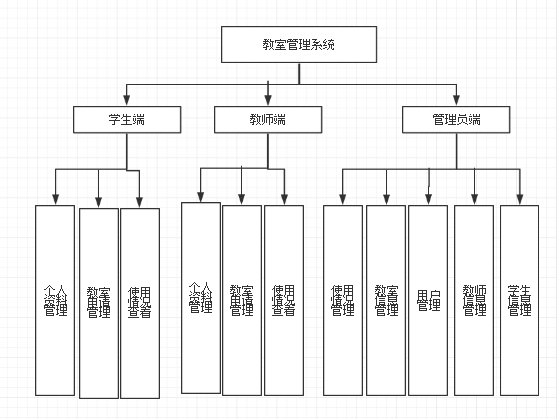 教室管理系统
学生端
教师端
管理员端
个人
资料
管理
教室
申请
管理
使用
情况
查看
个人
资料
管理
教室
申请
管理
使用
情况
查看
使用
情况
管理
教室
信息
管理
用户
管理
教师
信息
管理
学生
信息
管理